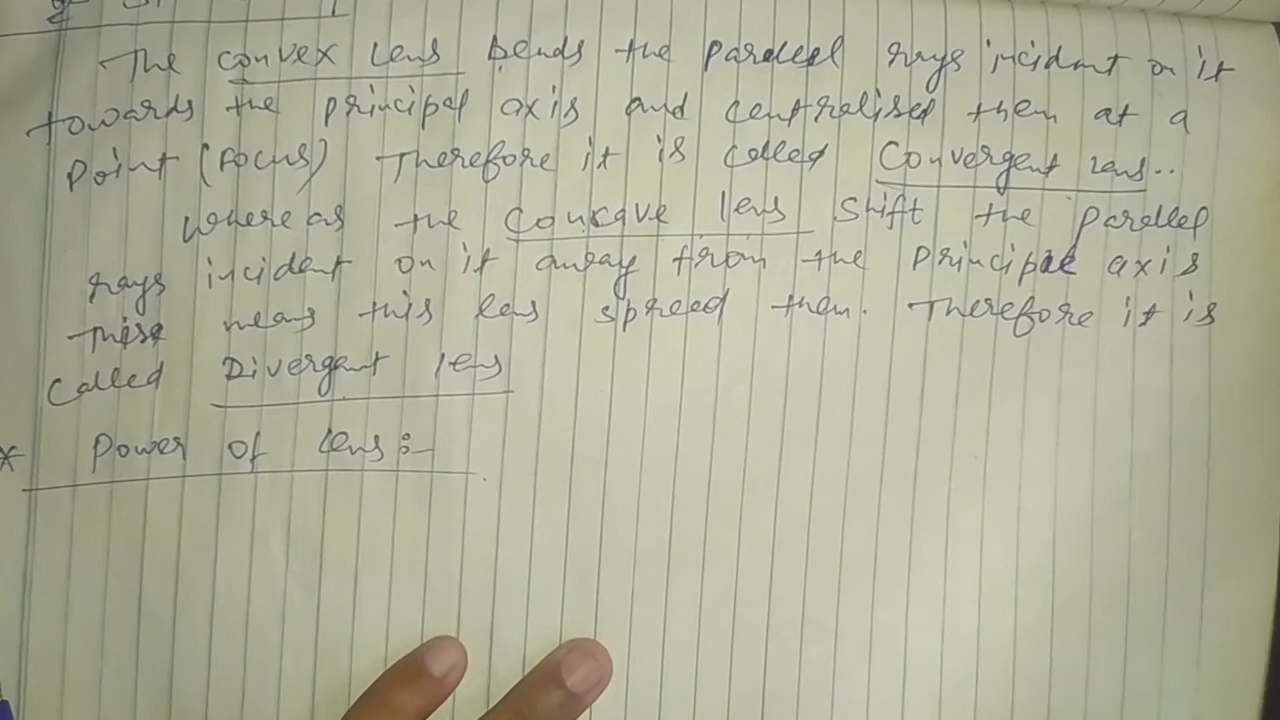 The convex lens bends the parallel rays incident on it
towards the principal axis and centralised them at a
point (Focus) Therefore it is called Convergent lens..
where as the concave lens shift the parallel
rays incident on it away from the principal axis
means this lens spread them. Therefore it is
called Divergent lens
* Power of lens:-